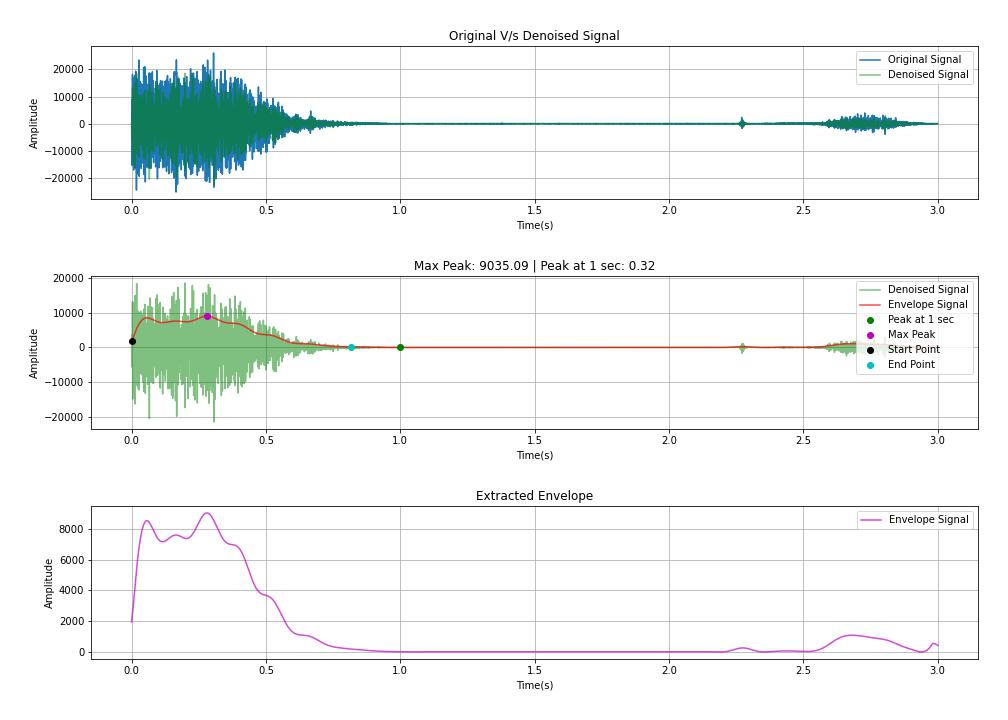 Original V/s Denoised Signal
20000
10000
0
−10000
−20000
Amplitude
Original Signal
Denoised Signal
0.0 0.5 1.0 1.5 2.0 2.5 3.0
Time(s)
Max Peak: 9035.09 | Peak at 1 sec: 0.32
20000
10000
0
−10000
−20000
Amplitude
Denoised Signal
Envelope Signal
Peak at 1 sec
Max Peak
Start Point
End Point
0.0 0.5 1.0 1.5 2.0 2.5 3.0
Time(s)
Extracted Envelope
8000
6000
4000
2000
0
Amplitude
Envelope Signal
0.0 0.5 1.0 1.5 2.0 2.5 3.0
Time(s)